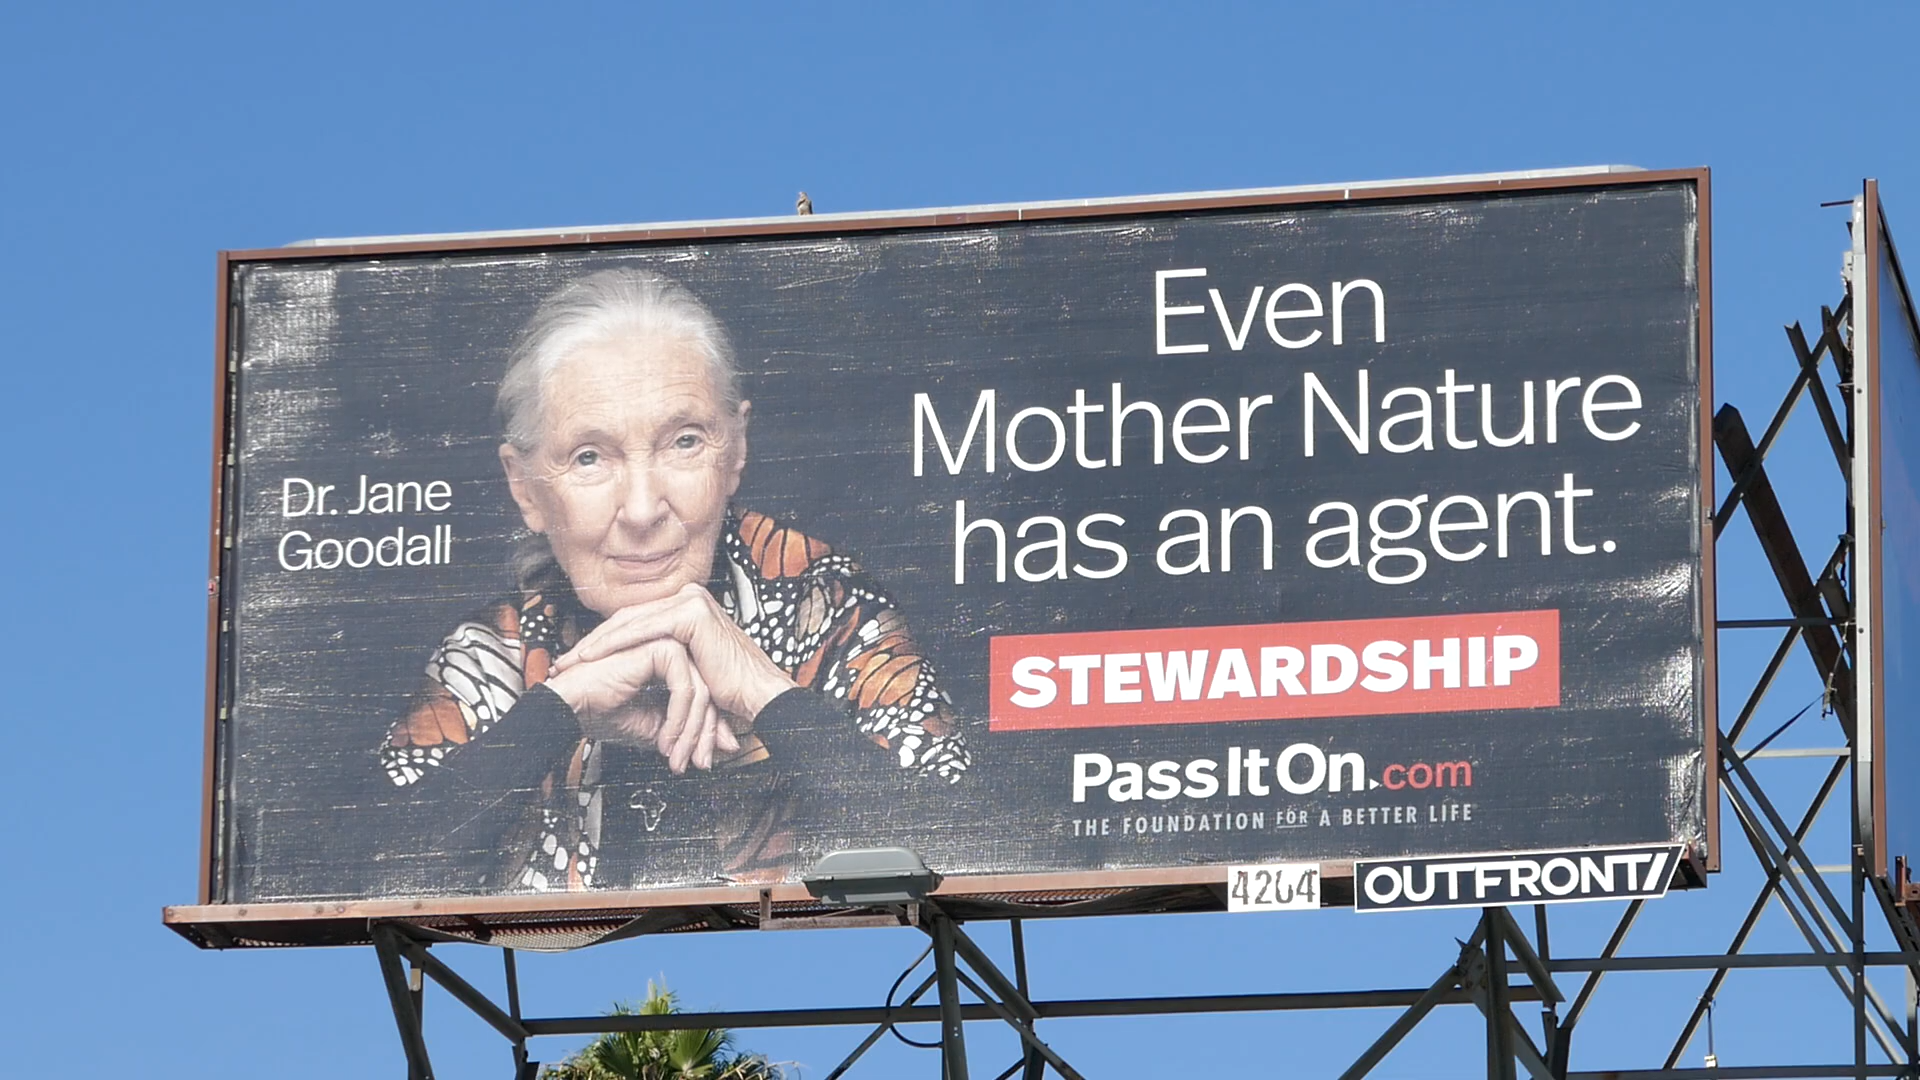 Dr. Jane
Goodall
Even
Mother Nature
has an agent.
STEWARDSHIP
PassItOn.com
THE FOUNDATION FOR A BETTER LIFE
4264
OUTFRONT/